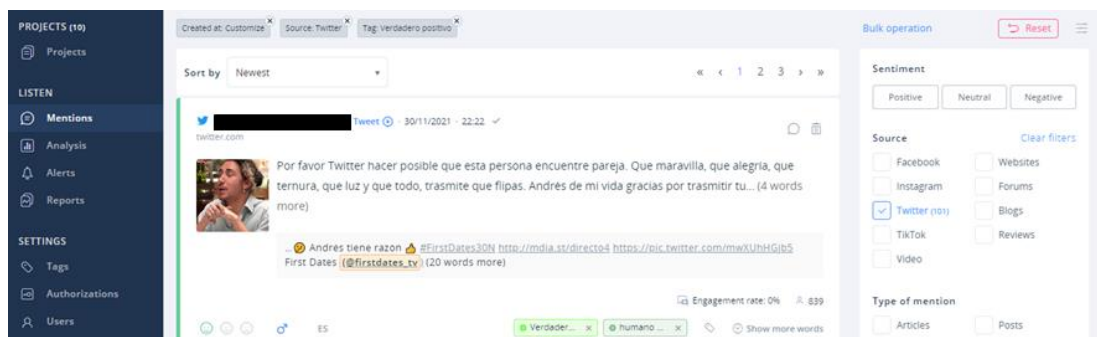 PROJECTS (10)
Projects
LISTEN
Mentions
Analysis
Alerts
Reports
SETTINGS
Tags
Authorizations
Users
Created at: Customize x Source: Twitter x Tag: Verdadero positivo x
Bulk operation Reset
Sort by Newest
« ‹ 1 2 3 › »
Tweet · 30/11/2021 · 22:22
twitter.com
Por favor Twitter hacer posible que esta persona encuentre pareja. Que maravilla, que alegria, que
ternura, que luz y que todo, trasmite que flipas. Andrés de mi vida gracias por trasmitir tu... (4 words
more)
... 🤔 Andrés tiene razon 👍 #FirstDates30N http://mdia.st/directo4 https://pic.twitter.com/mwXUhHGjb5
First Dates (@firstdates_tv) (20 words more)
Engagement rate: 0% 839
ES Verdader... x humano ... x Show more words
Sentiment
Positive Neutral Negative
Source Clear filters
Facebook Websites
Instagram Forums
Twitter (101) Blogs
TikTok Reviews
Video
Type of mention
Articles Posts